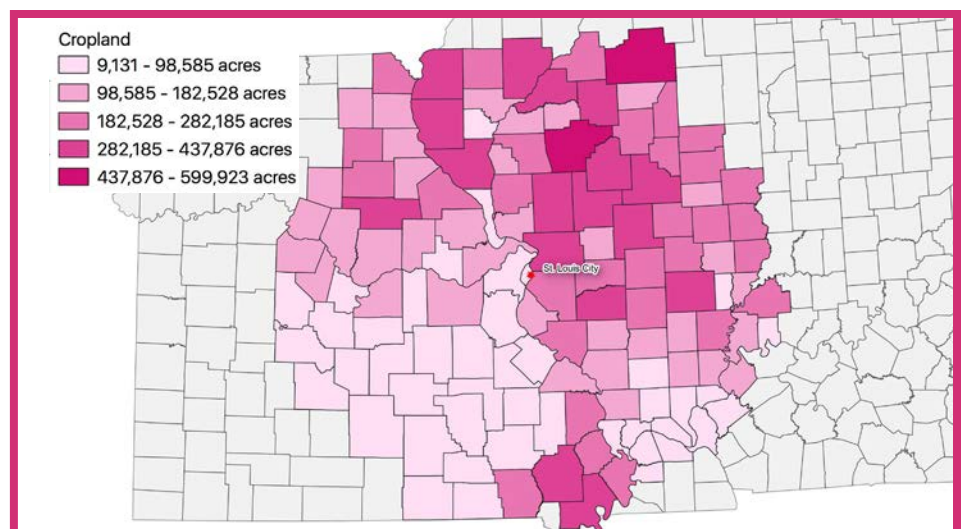 Cropland
9,131 - 98,585 acres
98,585 - 182,528 acres
182,528 - 282,185 acres
282,185 - 437,876 acres
437,876 - 599,923 acres
St. Louis City